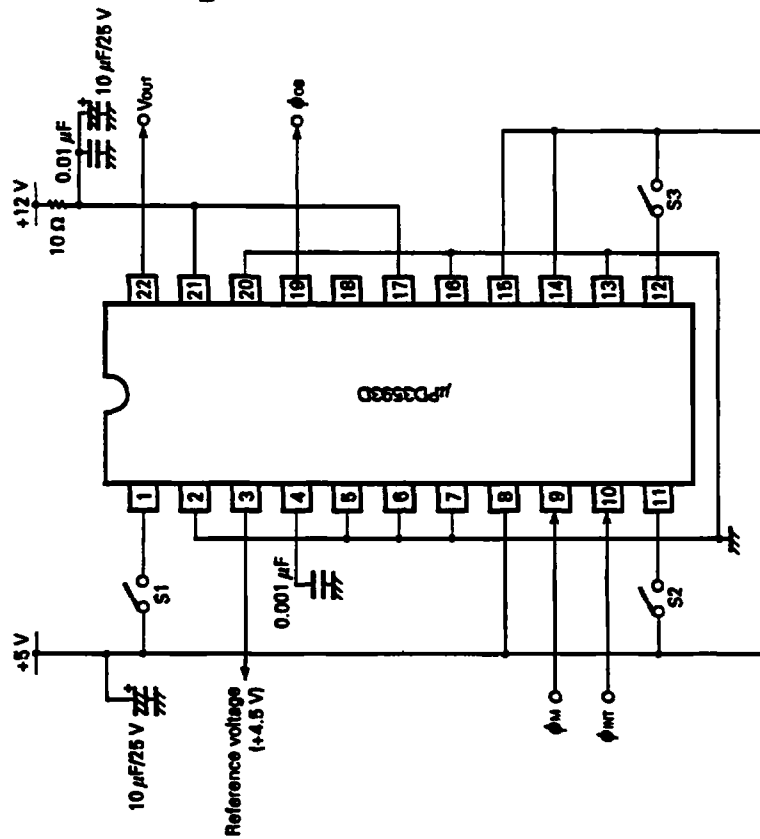 +12 V
10 Ω
0.01 μF
10 μF/25 V
+5 V
10 μF/25 V
Vout
S1
1
22
2
21
Reference voltage
(+4.5 V)
3
20
0.001 μF
4
19
φOB
5
18
μPD3593D
6
17
7
16
8
15
φM
9
14
φINT
10
13
S2
11
12
S3